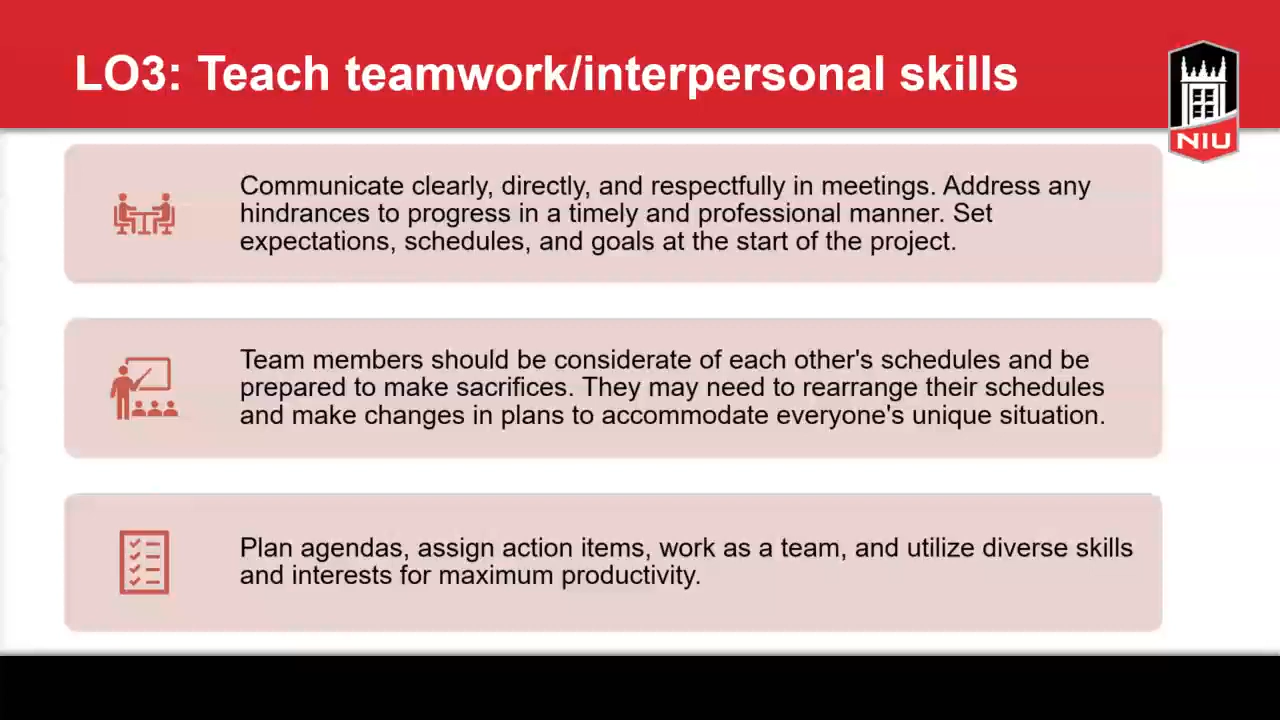 LO3: Teach teamwork/interpersonal skills
NIU
Communicate clearly, directly, and respectfully in meetings. Address any
hindrances to progress in a timely and professional manner. Set
expectations, schedules, and goals at the start of the project.
Team members should be considerate of each other's schedules and be
prepared to make sacrifices. They may need to rearrange their schedules
and make changes in plans to accommodate everyone's unique situation.
Plan agendas, assign action items, work as a team, and utilize diverse skills
and interests for maximum productivity.